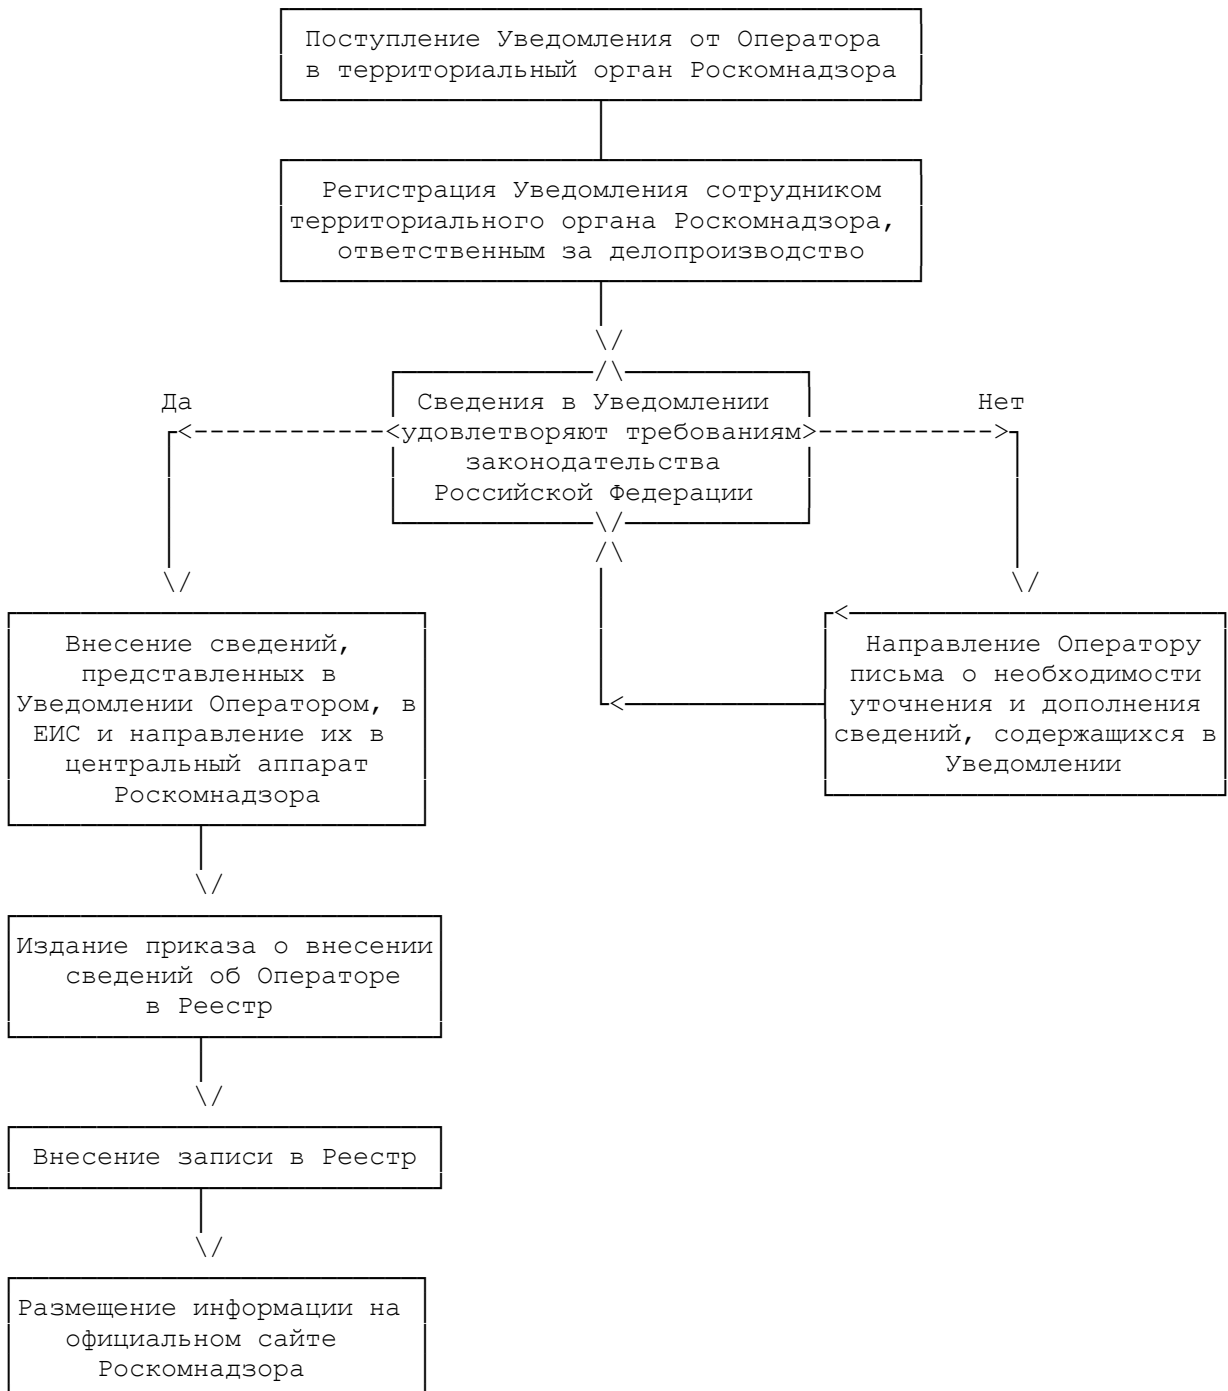 Поступление Уведомления от Оператора
в территориальный орган Роскомнадзора
Регистрация Уведомления сотрудником
территориального органа Роскомнадзора,
ответственным за делопроизводство
Да
Сведения в Уведомлении
Нет
удовлетворяют требованиям
законодательства
Российской Федерации
Внесение сведений,
представленных в
Уведомлении Оператором, в
ЕИС и направление их в
центральный аппарат
Роскомнадзора
Направление Оператору
письма о необходимости
уточнения и дополнения
сведений, содержащихся в
Уведомлении
Издание приказа о внесении
сведений об Операторе
в Реестр
Внесение записи в Реестр
Размещение информации на
официальном сайте
Роскомнадзора